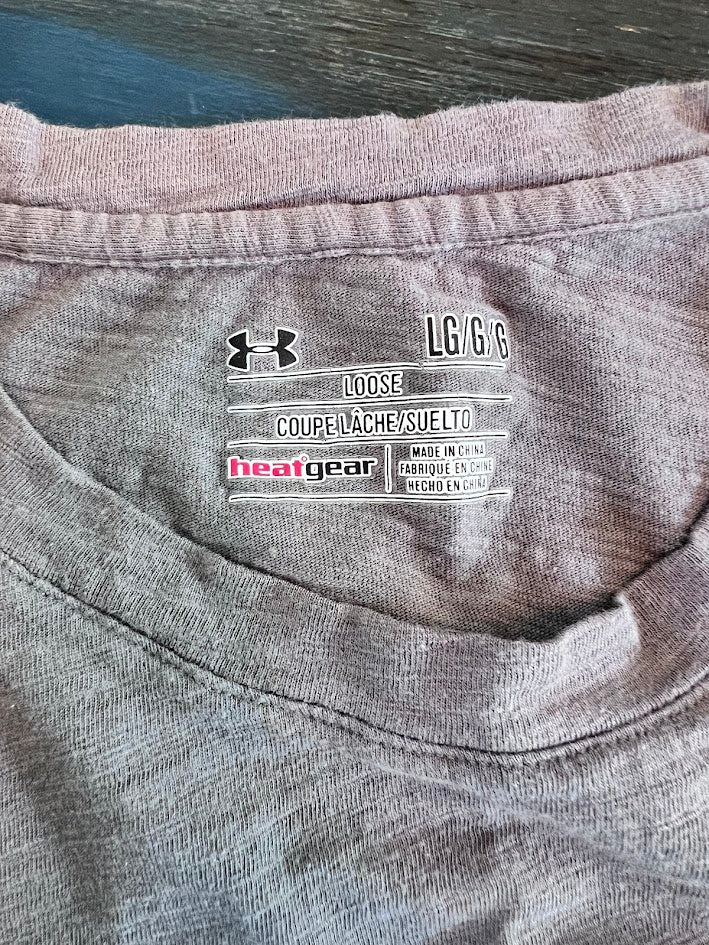 LG/G/G
LOOSE
COUPE LÂCHE/SUELTO
heatgear
MADE IN CHINA
FABRIQUÉ EN CHINE
HECHO EN CHINA